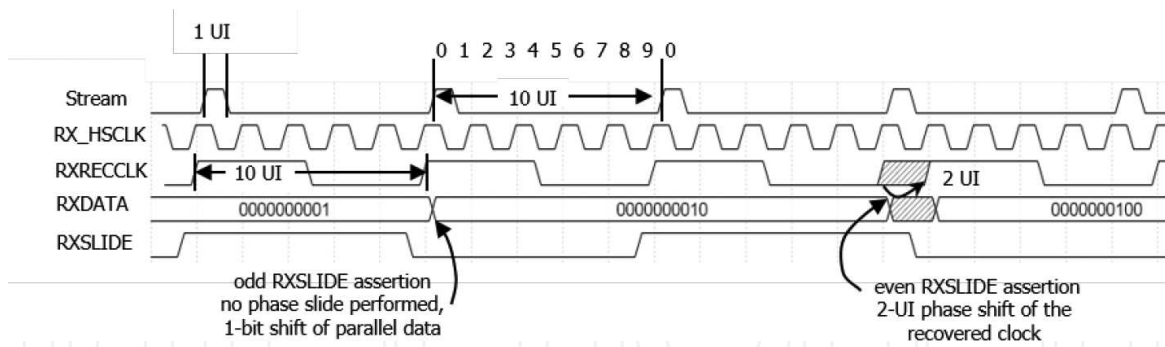 1 UI
0 1 2 3 4 5 6 7 8 9 0
Stream
10 UI
RX_HSCLK
RXRECCLK
10 UI
2 UI
RXDATA
0000000001
0000000010
0000000100
RXSLIDE
odd RXSLIDE assertion
no phase slide performed,
1-bit shift of parallel data
even RXSLIDE assertion
2-UI phase shift of the
recovered clock